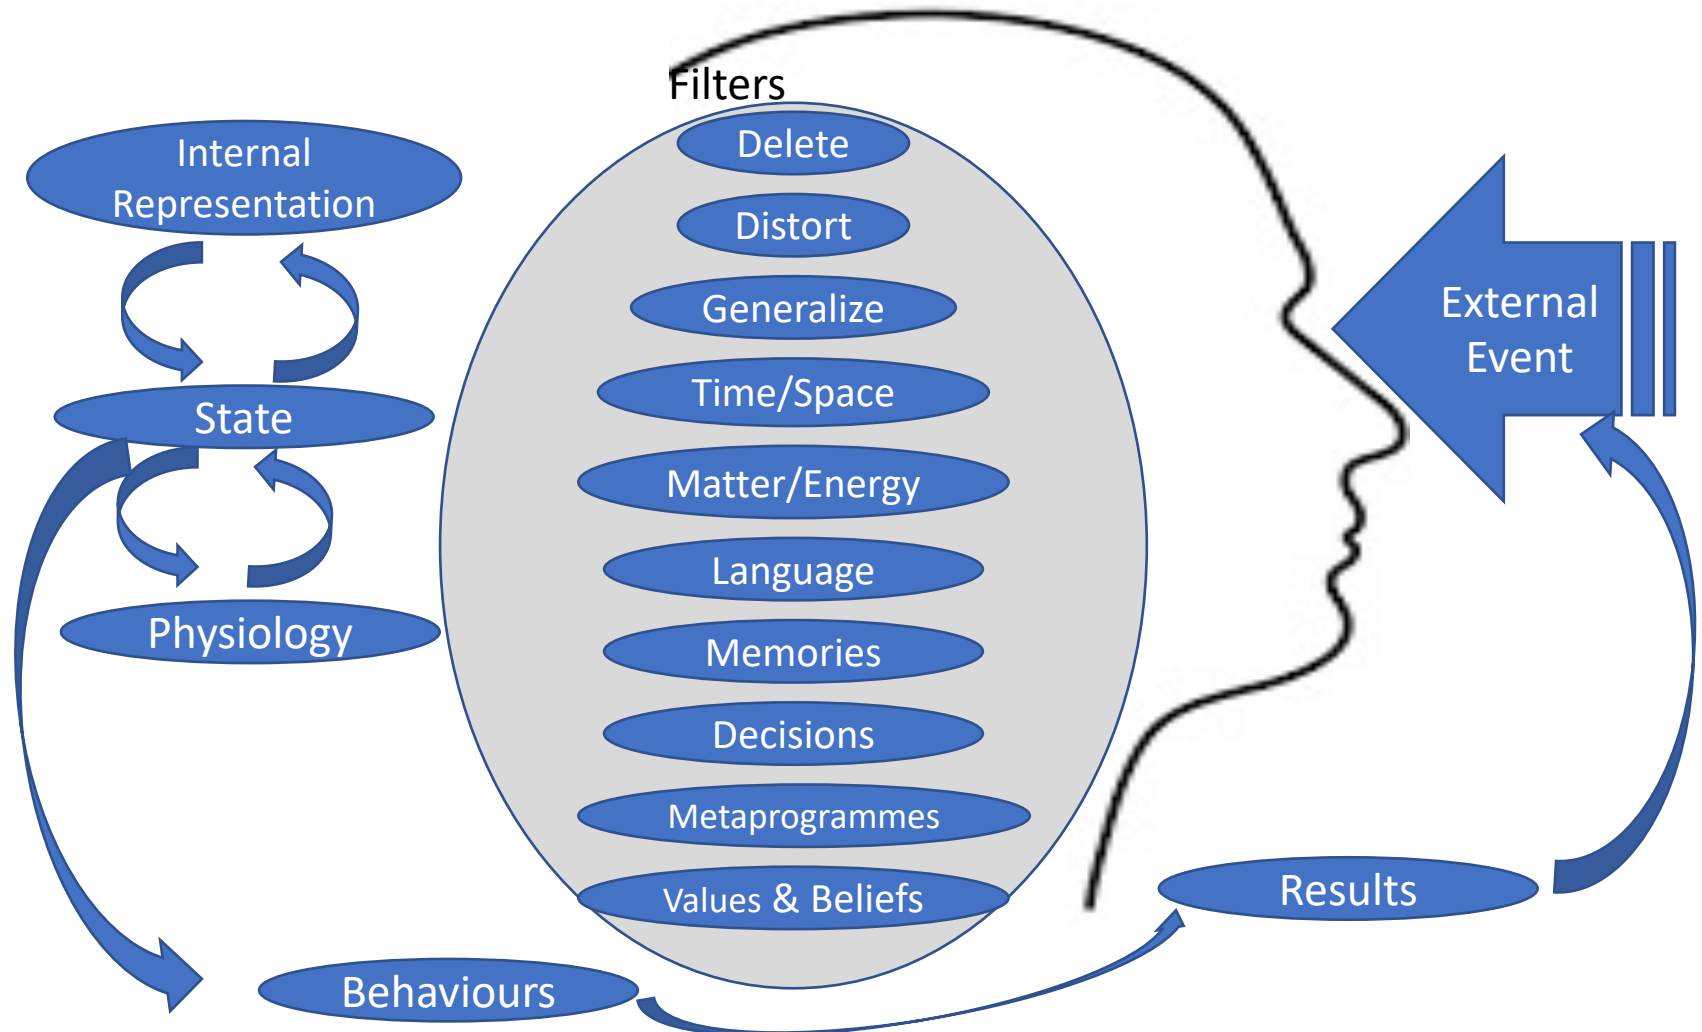 Filters
Delete
Distort
Generalize
Time/Space
Matter/Energy
Language
Memories
Decisions
Metaprogrammes
Values & Beliefs
Internal
Representation
State
Physiology
Behaviours
Results
External
Event